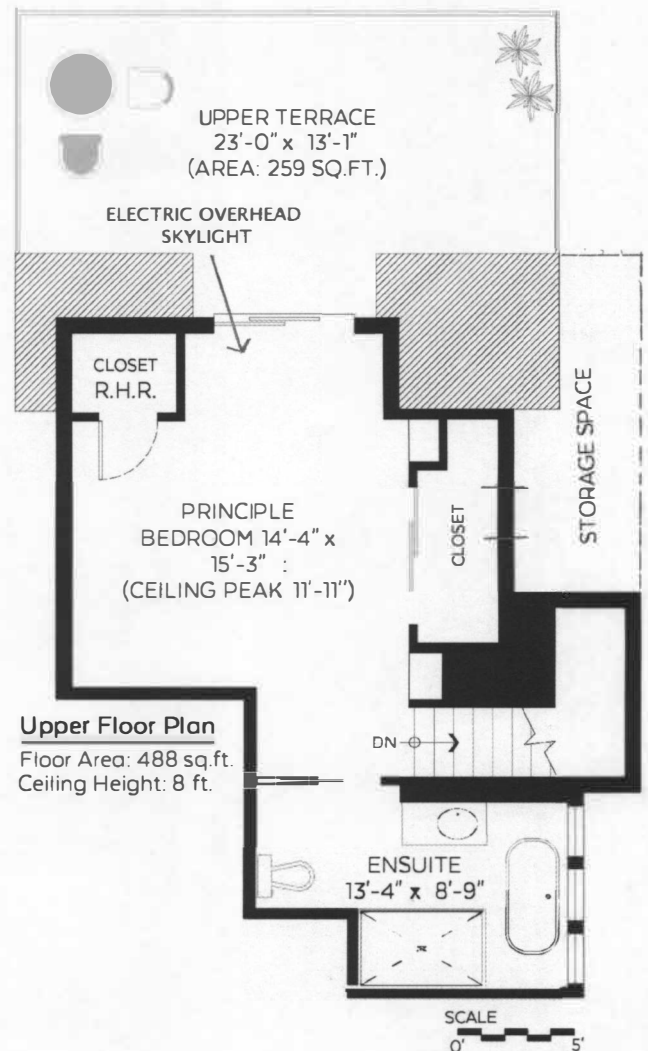 UPPER TERRACE
23'-0" x 13'-1"
(AREA: 259 SQ.FT.)
ELECTRIC OVERHEAD
SKYLIGHT
CLOSET
R.H.R.
STORAGE SPACE
PRINCIPLE
BEDROOM 14'-4" x
15'-3" :
(CEILING PEAK 11'-11")
CLOSET
Upper Floor Plan
Floor Area: 488 sq.ft.
Ceiling Height: 8 ft.
DN
ENSUITE
13'-4" x 8'-9"
SCALE
0' 5'